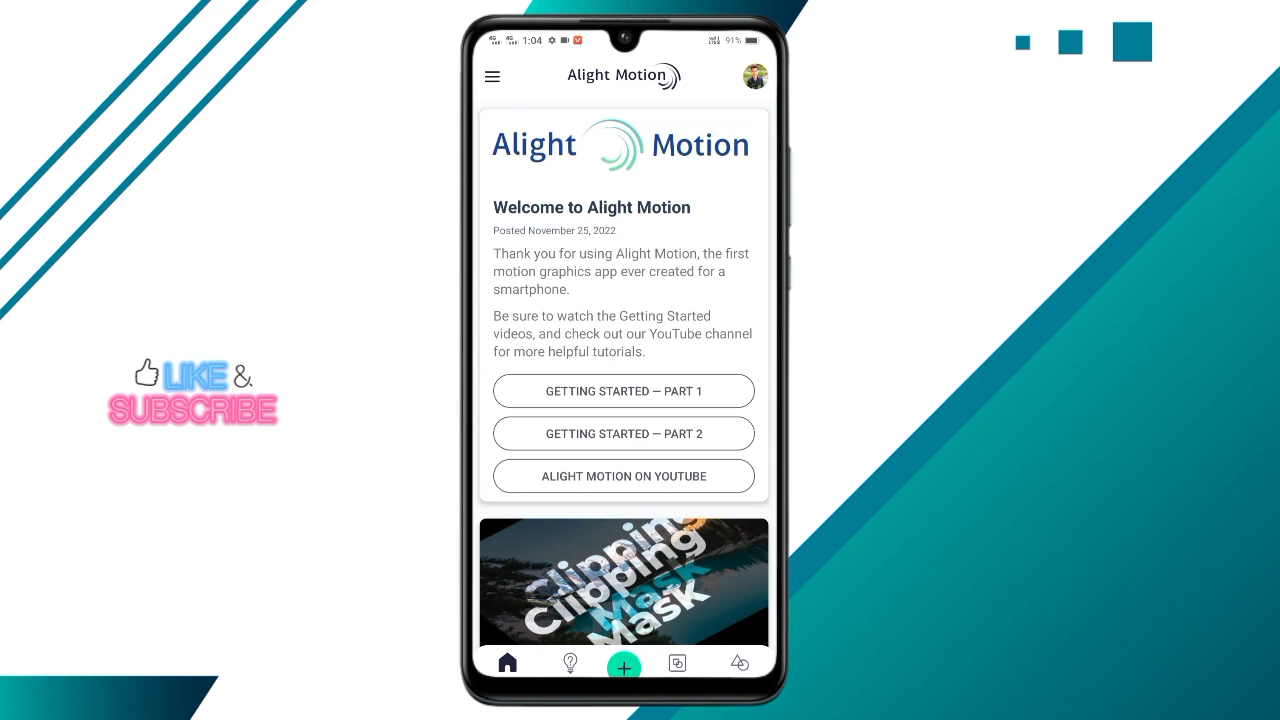 4G 4G 1:04 91%
Alight Motion
Alight Motion
Welcome to Alight Motion
Posted November 25, 2022
Thank you for using Alight Motion, the first
motion graphics app ever created for a
smartphone.
Be sure to watch the Getting Started
videos, and check out our YouTube channel
for more helpful tutorials.
GETTING STARTED – PART 1
GETTING STARTED – PART 2
ALIGHT MOTION ON YOUTUBE
LIKE &
SUBSCRIBE
Clipping
Clipping
Mask
Mask